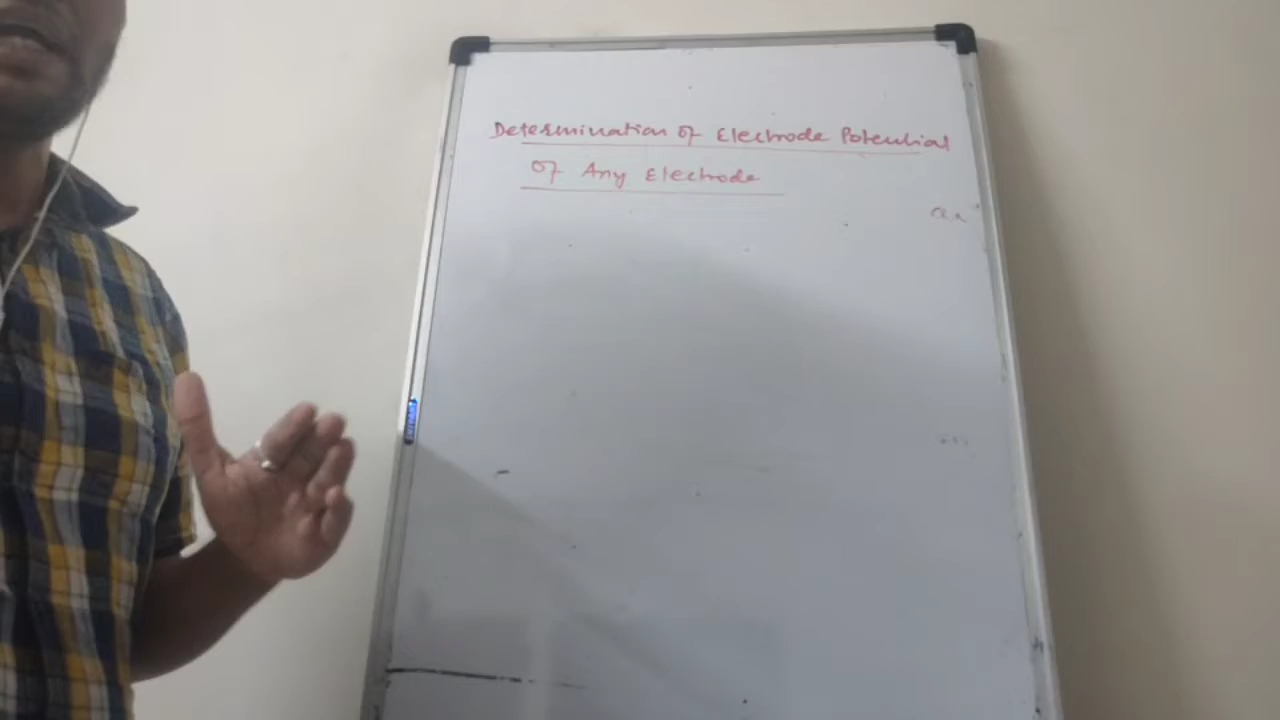 Determination of Electrode Potential
Of Any Electrode